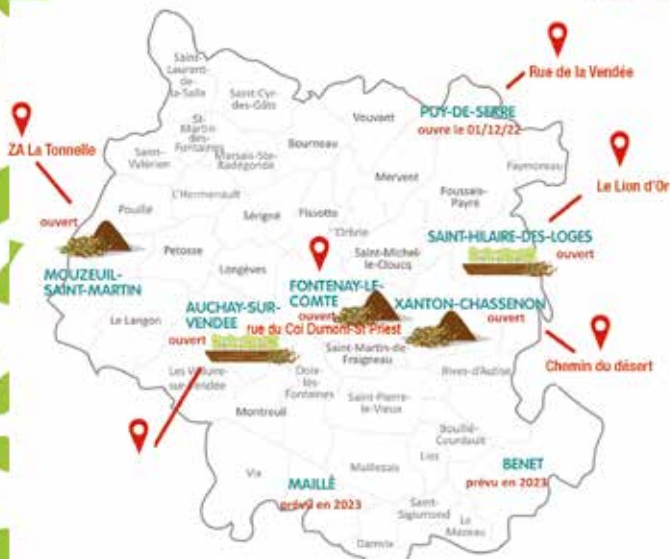 Rue de la Vendée
Saint-
Laurent-
de-
la-Salle
Saint-Cyr-
des-Gâts
Vouvant
PUY-DE-SERRE
ouvre le 01/12/22
St-
Martin
des-
Fontaines
Bourneau
ZA La Tonnelle
Saint-
Valérien
Marsais-Ste-
Radégonde
Faymoreau
Mervent
Foussais-
Payré
Le Lion d'Or
L'Hermenault
Pouillé
ouvert
Sérigné
Pissotte
L'Orbrie
SAINT-HILAIRE-DES-LOGES
ouvert
Petosse
Saint-Michel-
le-Cloucq
Longèves
MOUZEUIL-
SAINT-MARTIN
FONTENAY-LE-
COMTE
ouvert
rue du Col Dumont-St Priest
XANTON-CHASSENON
ouvert
AUCHAY-SUR-
VENDEE
ouvert
Le Langon
Saint-Martin-de-
Fraigneau
Chemin du désert
Les Velluire-
sur-Vendée
Doix-
lès-
Fontaines
Rives-d'Autise
Saint-Pierre-
le-Vieux
Montreuil
Bouillé-
Courdault
Liez
Vix
Maillezais
BENET
prévu en 2023
MAILLÉ
prévu en 2023
Saint-
Sigismond
Le
Mazeau
Damvix